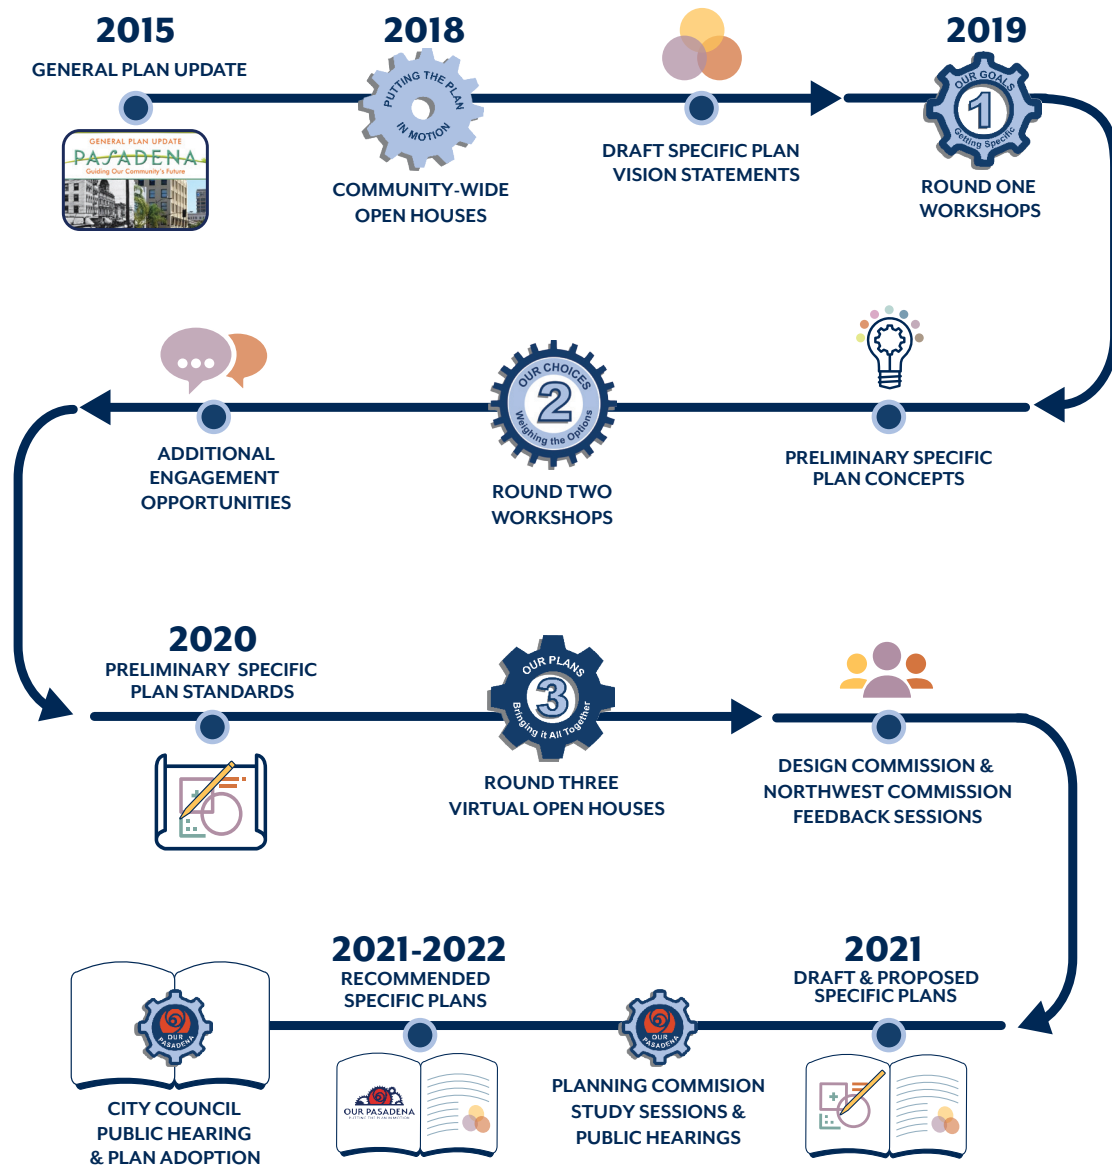 2015
GENERAL PLAN UPDATE
GENERAL PLAN UPDATE
PASADENA
Guiding Our Community's Future
2018
PUTTING THE PLAN
IN MOTION
COMMUNITY-WIDE
OPEN HOUSES
DRAFT SPECIFIC PLAN
VISION STATEMENTS
2019
OUR GOALS
1
Getting Specific
ROUND ONE
WORKSHOPS
PRELIMINARY SPECIFIC
PLAN CONCEPTS
OUR CHOICES
2
Weighing the Options
ROUND TWO
WORKSHOPS
ADDITIONAL
ENGAGEMENT
OPPORTUNITIES
2020
PRELIMINARY SPECIFIC
PLAN STANDARDS
OUR PLANS
3
Bringing it All Together
ROUND THREE
VIRTUAL OPEN HOUSES
DESIGN COMMISSION &
NORTHWEST COMMISSION
FEEDBACK SESSIONS
2021
DRAFT & PROPOSED
SPECIFIC PLANS
OUR
PASADENA
PLANNING COMMISION
STUDY SESSIONS &
PUBLIC HEARINGS
2021-2022
RECOMMENDED
SPECIFIC PLANS
OUR PASADENA
PUTTING THE PLAN IN MOTION
OUR
PASADENA
CITY COUNCIL
PUBLIC HEARING
& PLAN ADOPTION